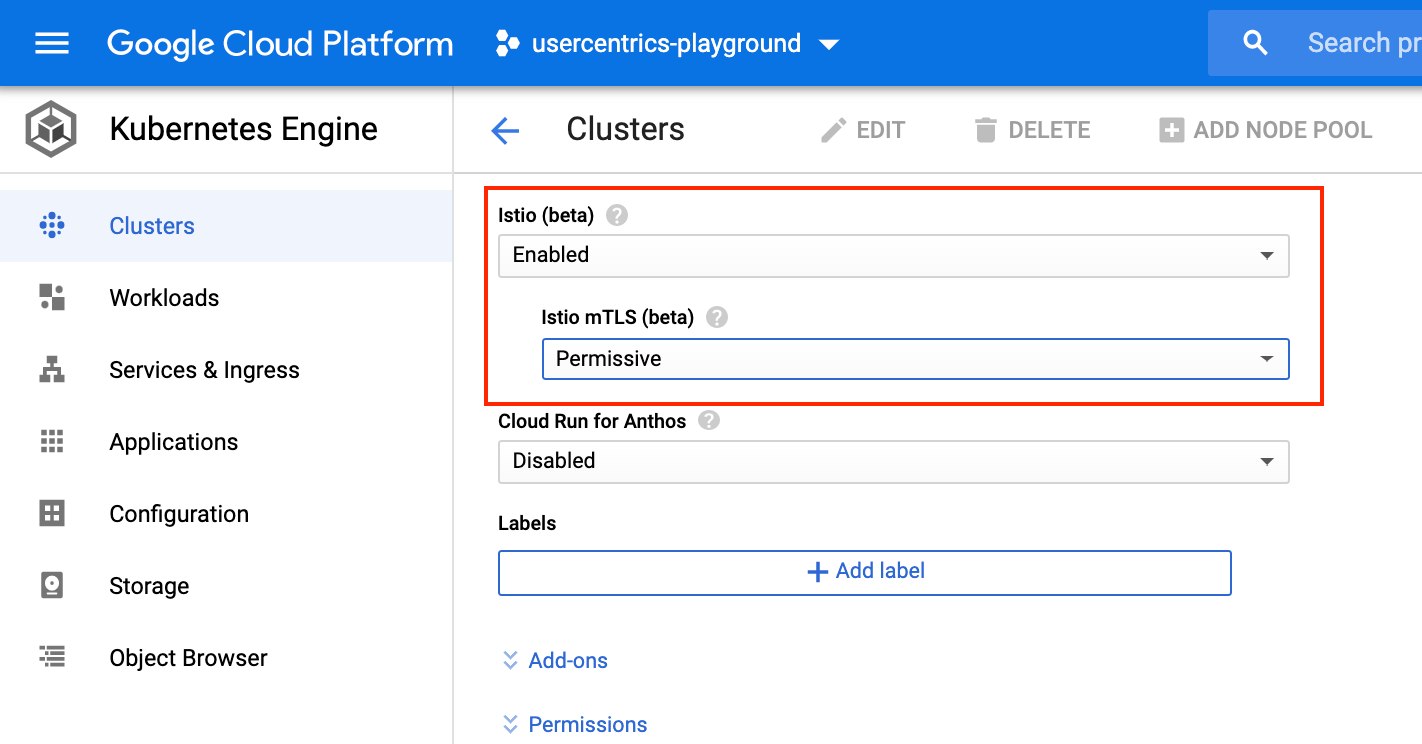 Google Cloud Platform
usercentrics-playground
Search pr
Kubernetes Engine
Clusters
EDIT
DELETE
ADD NODE POOL
Clusters
Workloads
Services & Ingress
Applications
Configuration
Storage
Object Browser
Istio (beta) ?
Enabled
Istio mTLS (beta) ?
Permissive
Cloud Run for Anthos ?
Disabled
Labels
+ Add label
Add-ons
Permissions